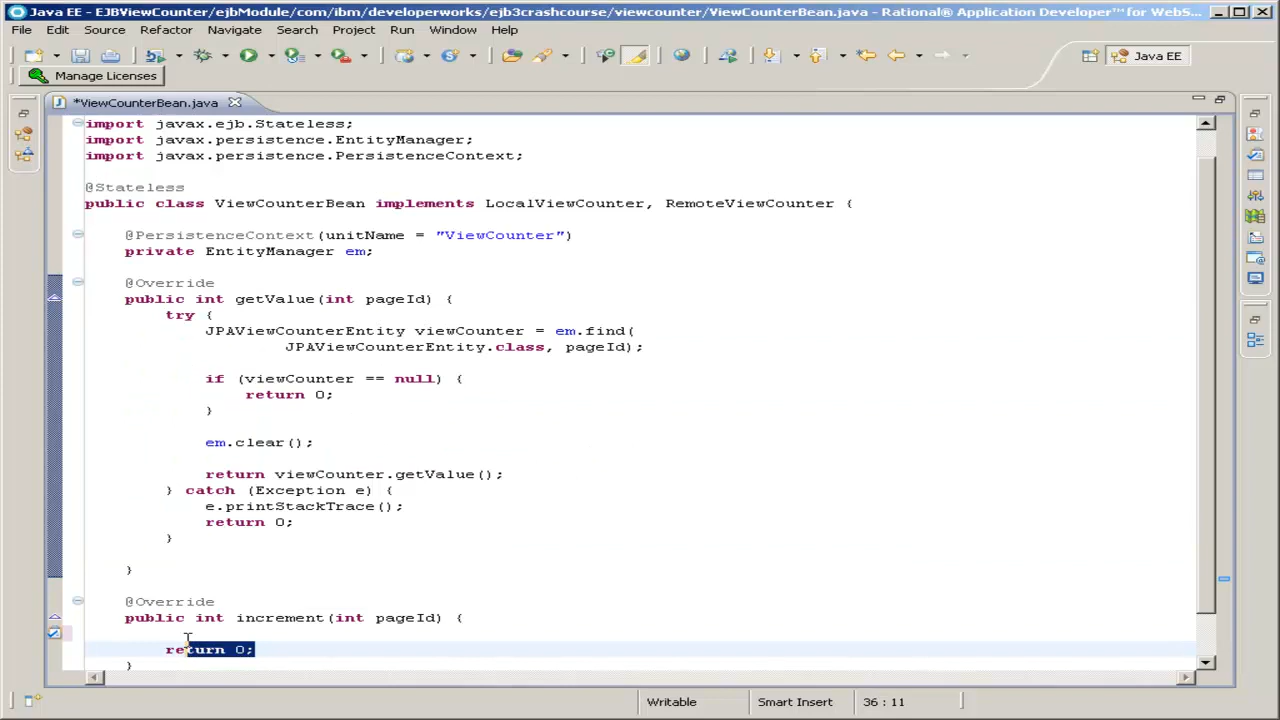 Java EE - EJBViewCounter/ejbModule/com/ibm/developerworks/ejb3crashcourse/viewcounter/ViewCounterBean.java - Rational® Application Developer™ for WebS...
File Edit Source Refactor Navigate Search Project Run Window Help
Java EE
Manage Licenses
*ViewCounterBean.java
import javax.ejb.Stateless;
import javax.persistence.EntityManager;
import javax.persistence.PersistenceContext;
@Stateless
public class ViewCounterBean implements LocalViewCounter, RemoteViewCounter {
@PersistenceContext(unitName = "ViewCounter")
private EntityManager em;
@Override
public int getValue(int pageId) {
try {
JPAViewCounterEntity viewCounter = em.find(
JPAViewCounterEntity.class, pageId);
if (viewCounter == null) {
return 0;
}
em.clear();
return viewCounter.getValue();
} catch (Exception e) {
e.printStackTrace();
return 0;
}
}
@Override
public int increment(int pageId) {
return 0;
}
Writable Smart Insert 36 : 11